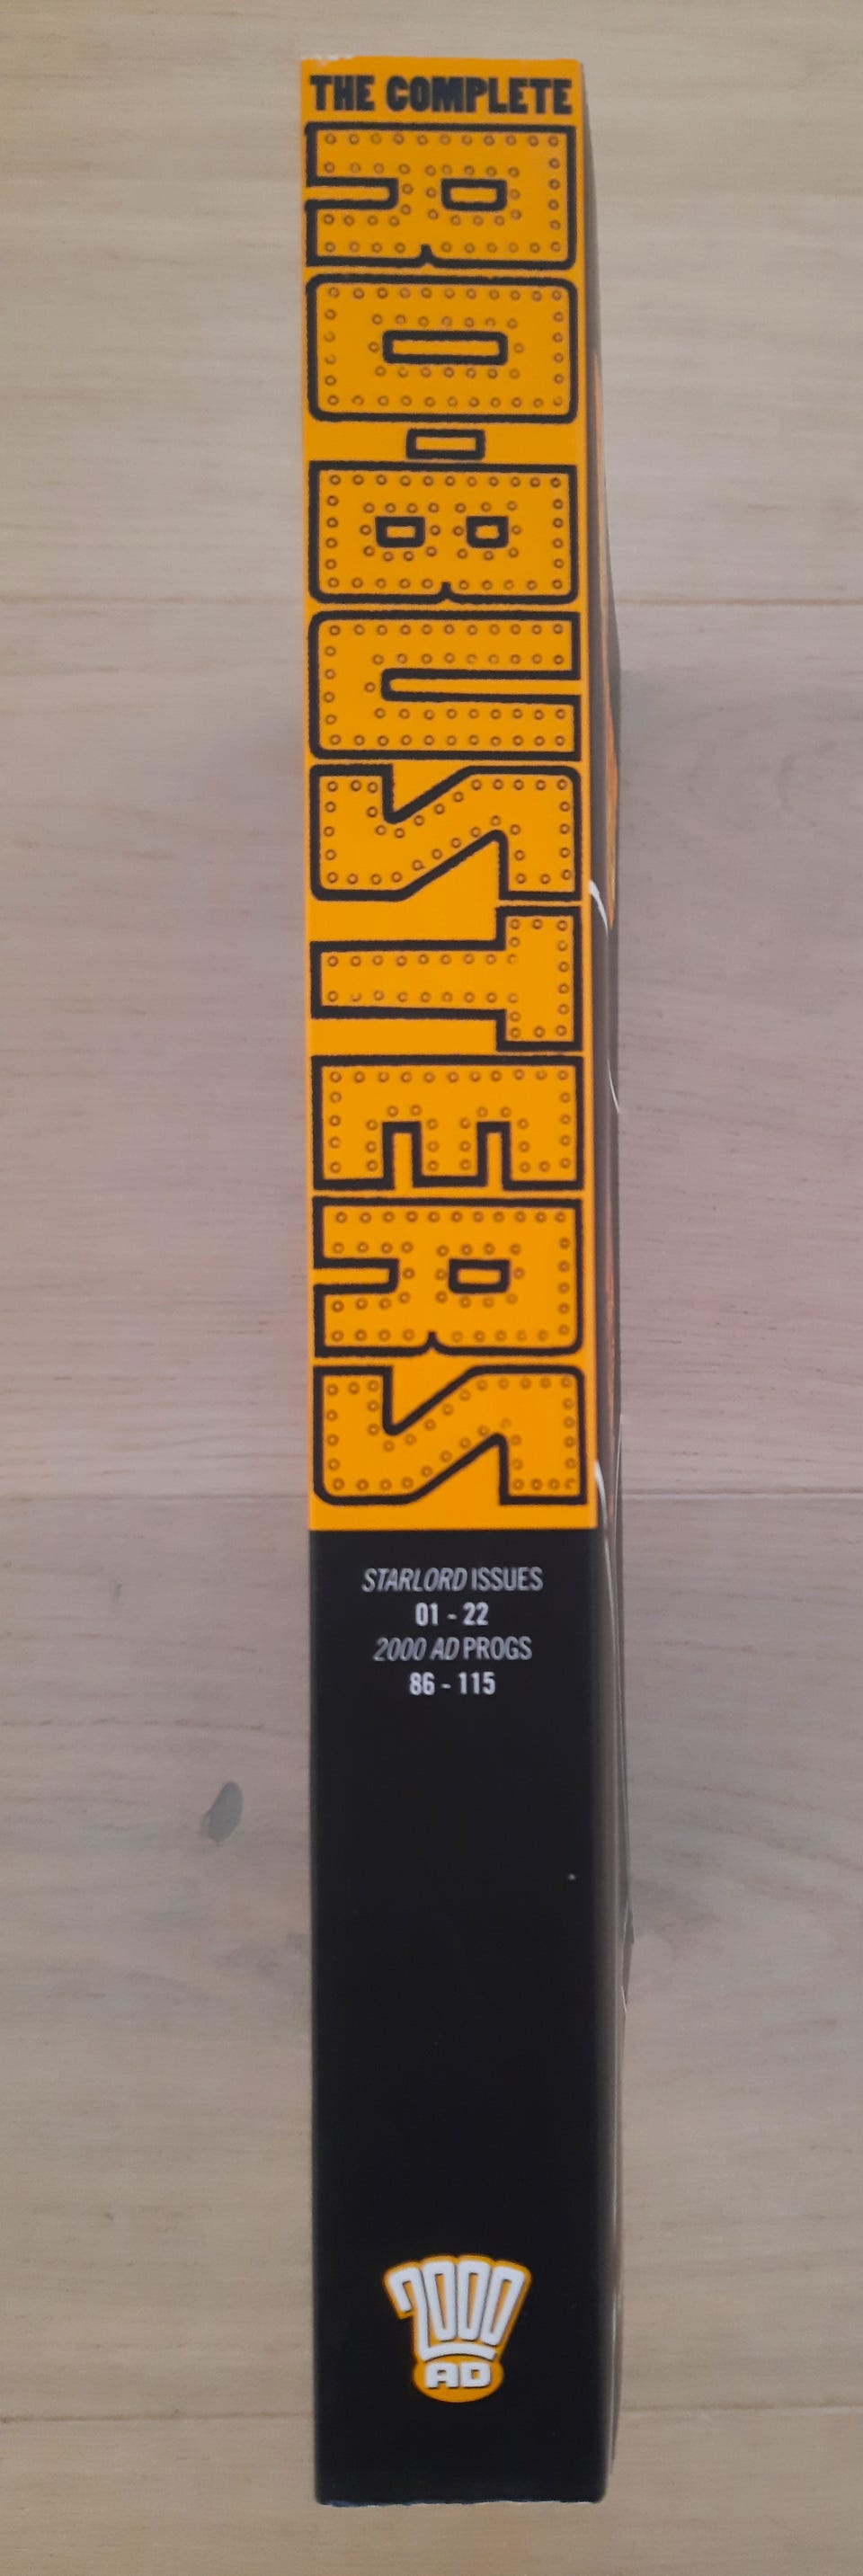 THE COMPLETE
RO-BUSTERS
STARLORD ISSUES
01 - 22
2000 AD PROGS
86 - 115
2000
AD